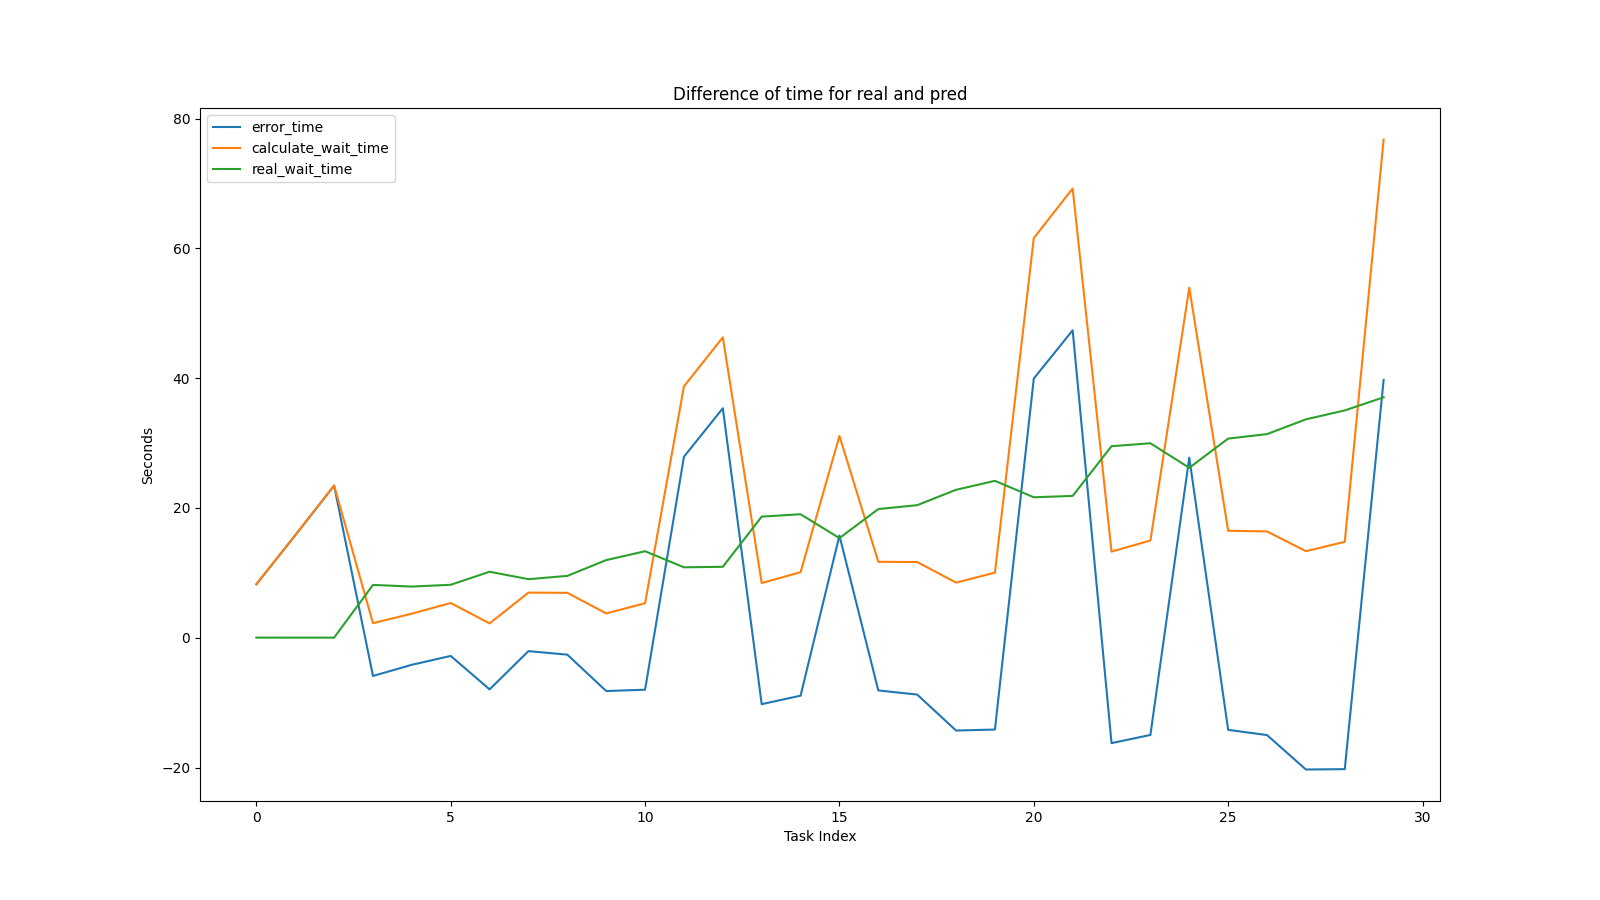 Difference of time for real and pred
error_time
calculate_wait_time
real_wait_time
80
60
40
20
0
−20
Seconds
0 5 10 15 20 25 30
Task Index